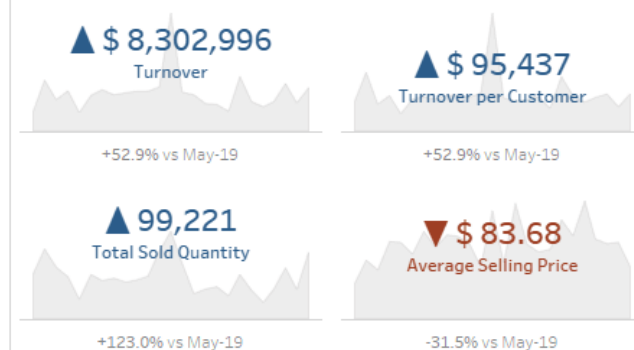 ▲ $ 8,302,996
Turnover
+52.9% vs May-19
▲ $ 95,437
Turnover per Customer
+52.9% vs May-19
▲ 99,221
Total Sold Quantity
+123.0% vs May-19
▼ $ 83.68
Average Selling Price
-31.5% vs May-19